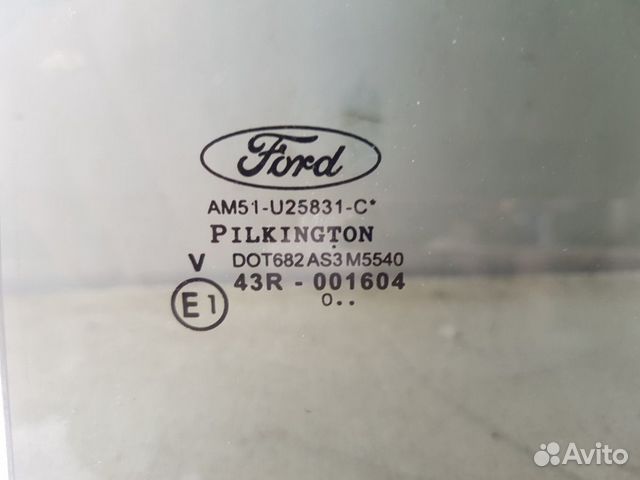 Ford
AM51-U25831-C*
PILKINGTON
V DOT682 AS3 M5540
43R - 001604
E1
0..
Avito